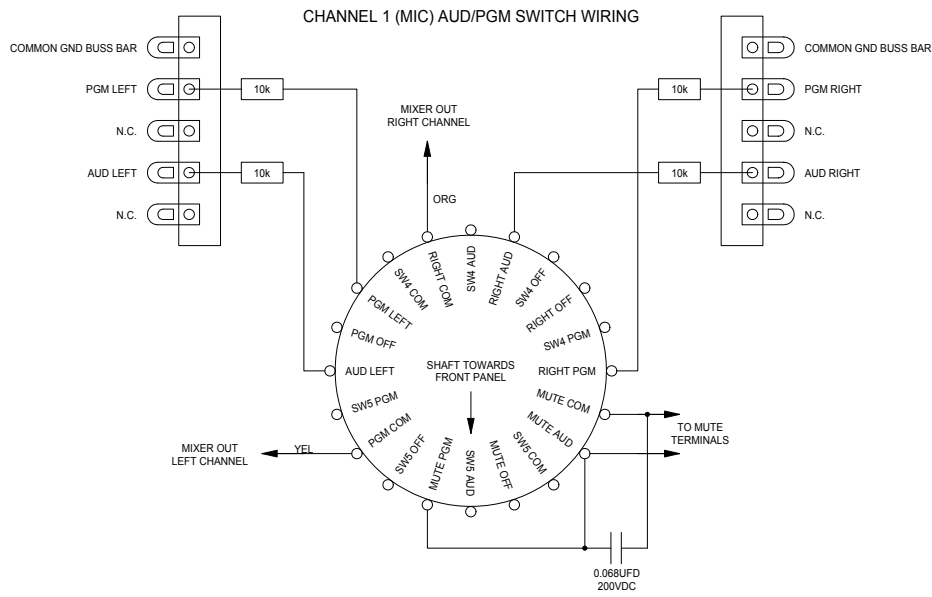 CHANNEL 1 (MIC) AUD/PGM SWITCH WIRING
COMMON GND BUSS BAR
PGM LEFT
N.C.
AUD LEFT
N.C.
10k
10k
MIXER OUT
RIGHT CHANNEL
ORG
10k
10k
COMMON GND BUSS BAR
PGM RIGHT
N.C.
AUD RIGHT
N.C.
SW4 AUD
RIGHT AUD
SW4 OFF
RIGHT OFF
SW4 PGM
RIGHT PGM
MUTE COM
MUTE AUD
SW5 COM
MUTE OFF
SW5 AUD
MUTE PGM
SW5 OFF
PGM COM
SW5 PGM
AUD LEFT
PGM OFF
PGM LEFT
SW4 COM
RIGHT COM
SHAFT TOWARDS
FRONT PANEL
MIXER OUT
LEFT CHANNEL
YEL
TO MUTE
TERMINALS
0.068UFD
200VDC